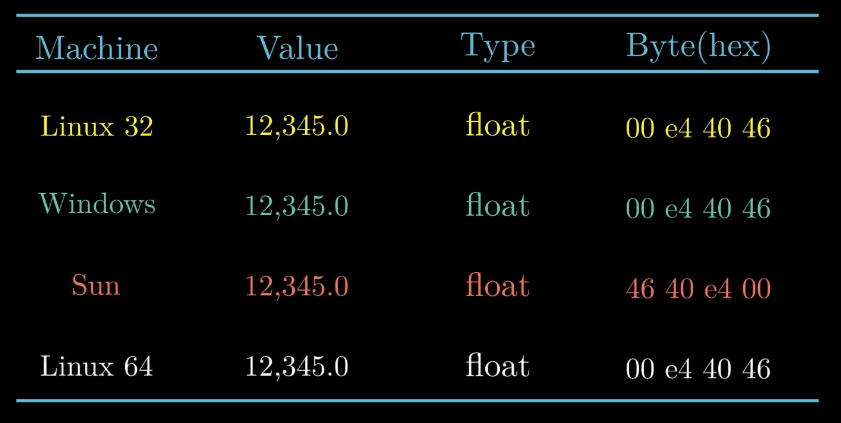 Machine Value Type Byte(hex)
Linux 32 12,345.0 float 00 e4 40 46
Windows 12,345.0 float 00 e4 40 46
Sun 12,345.0 float 46 40 e4 00
Linux 64 12,345.0 float 00 e4 40 46